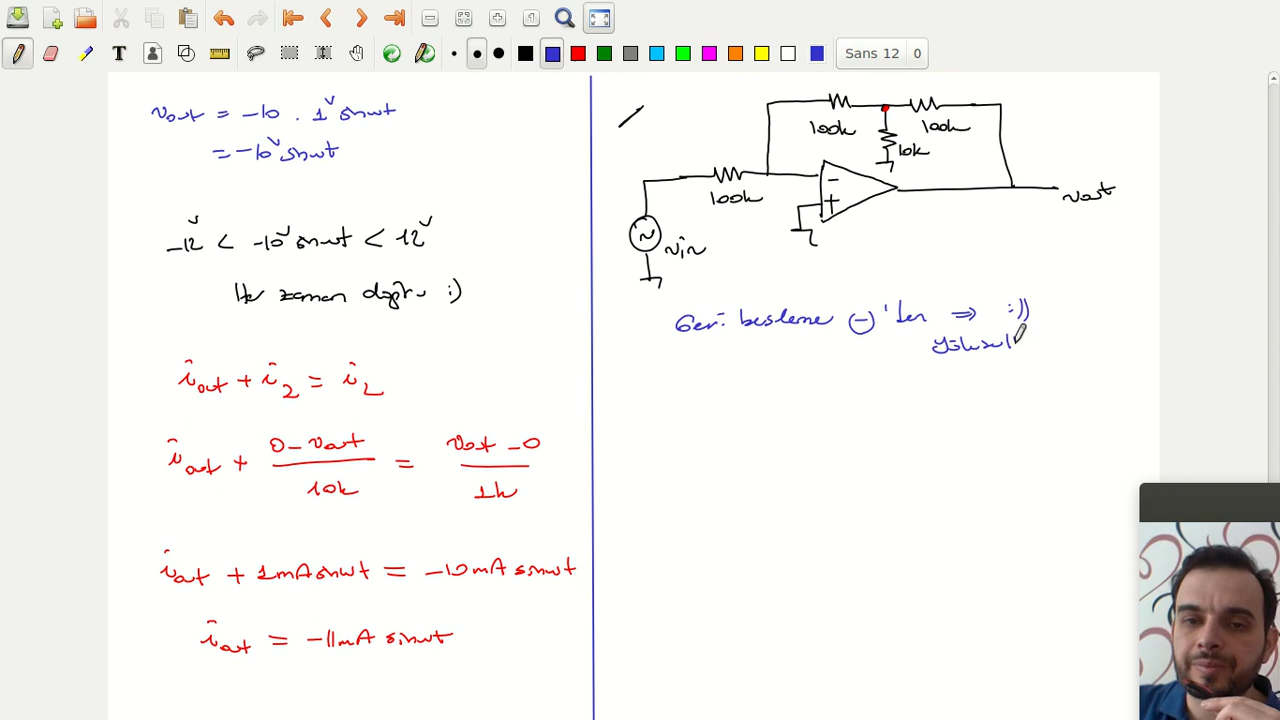 Sans 12 0
vout = -10 . 1v sinwt
= -10v sinwt
-12v < -10v sinwt < 12v
Her zaman doğru :)
iout + i2 = i2
iout + 0 - vout / 10k = vout - 0 / 1k
iout + 1mA sinwt = -10mA sinwt
iout = -11mA sinwt
100k
100k
10k
100k
-
+
vin
vout
Geri besleme (-)'den => :))